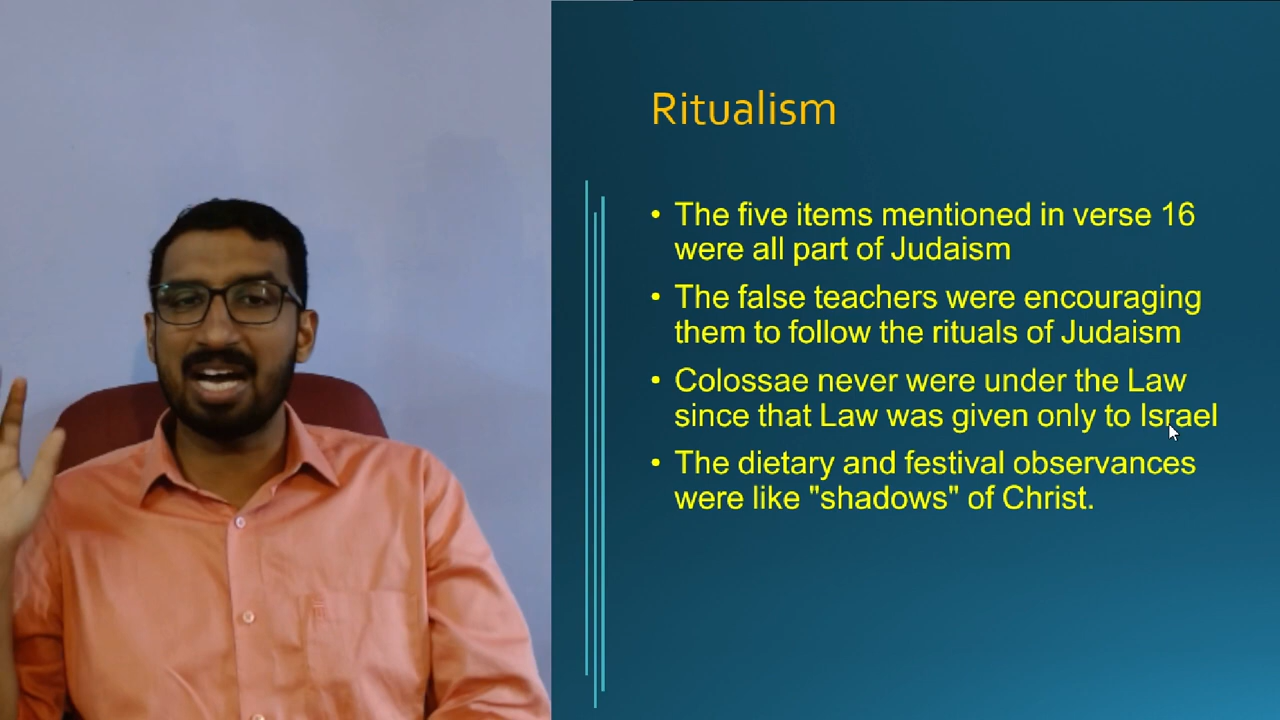 Ritualism
• The five items mentioned in verse 16
were all part of Judaism
• The false teachers were encouraging
them to follow the rituals of Judaism
• Colossae never were under the Law
since that Law was given only to Israel
• The dietary and festival observances
were like "shadows" of Christ.